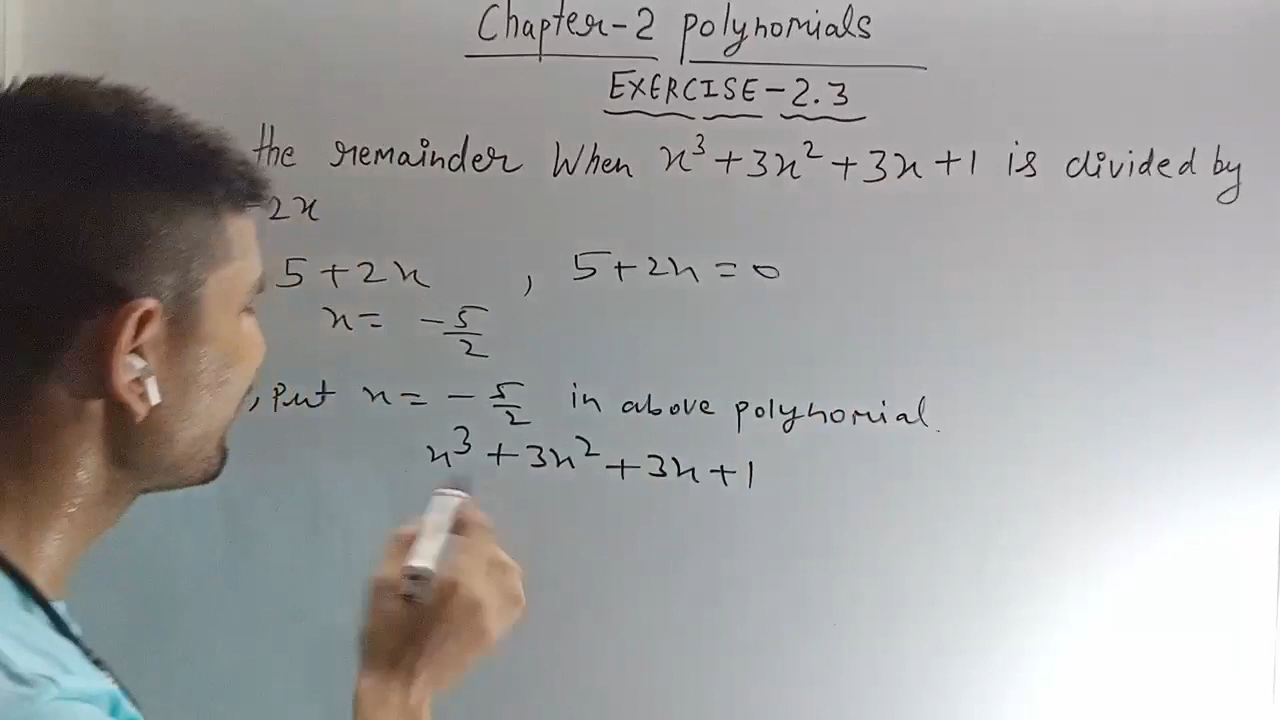 Chapter-2 polynomials
EXERCISE-2.3
the remainder When x³+3x²+3x+1 is divided by
2x
5+2x , 5+2x=0
x= -5/2
, Put x= -5/2 in above polynomial.
x³+3x²+3x+1